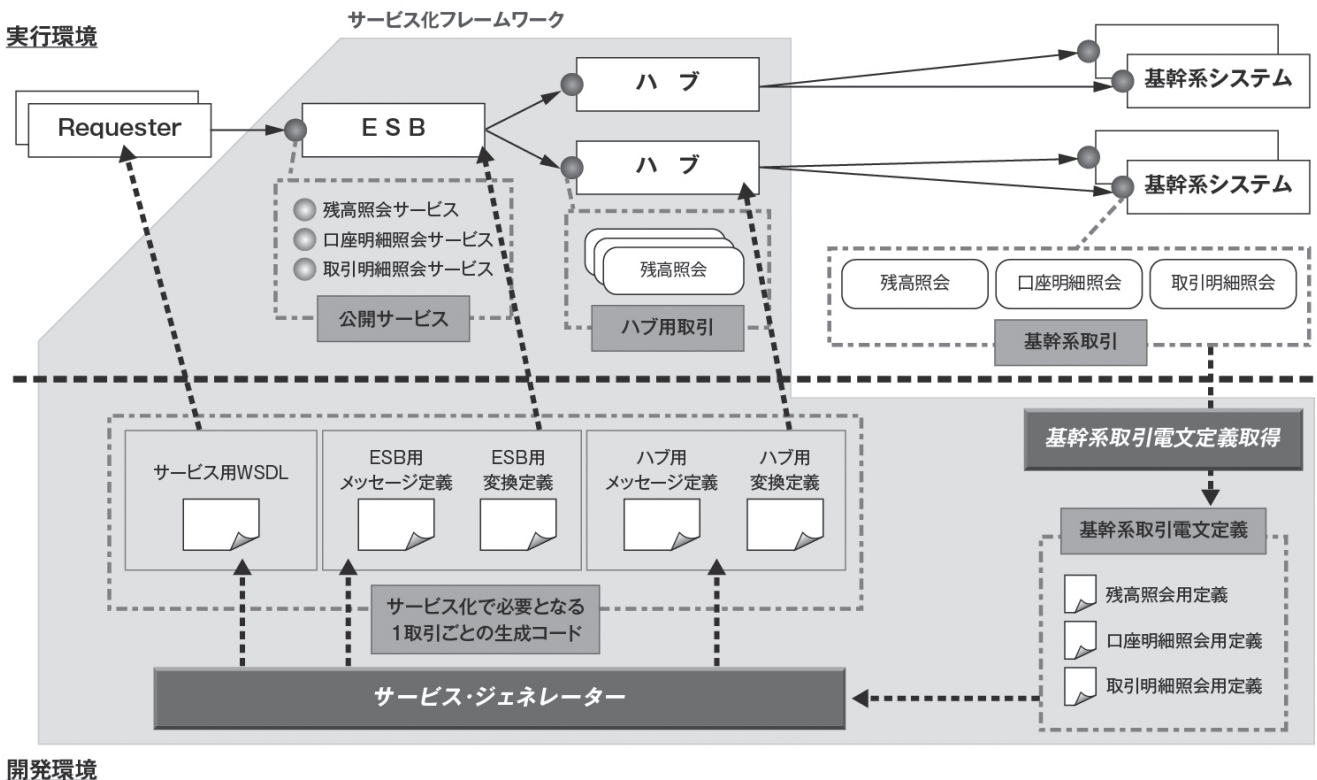 サービス化フレームワーク
実行環境
Requester
ESB
ハブ
ハブ
基幹系システム
基幹系システム
残高照会サービス
口座明細照会サービス
取引明細照会サービス
公開サービス
残高照会
ハブ用取引
残高照会
口座明細照会
取引明細照会
基幹系取引
サービス用WSDL
ESB用
メッセージ定義
ESB用
変換定義
ハブ用
メッセージ定義
ハブ用
変換定義
サービス化で必要となる
1取引ごとの生成コード
サービス・ジェネレーター
基幹系取引電文定義取得
基幹系取引電文定義
残高照会用定義
口座明細照会用定義
取引明細照会用定義
開発環境